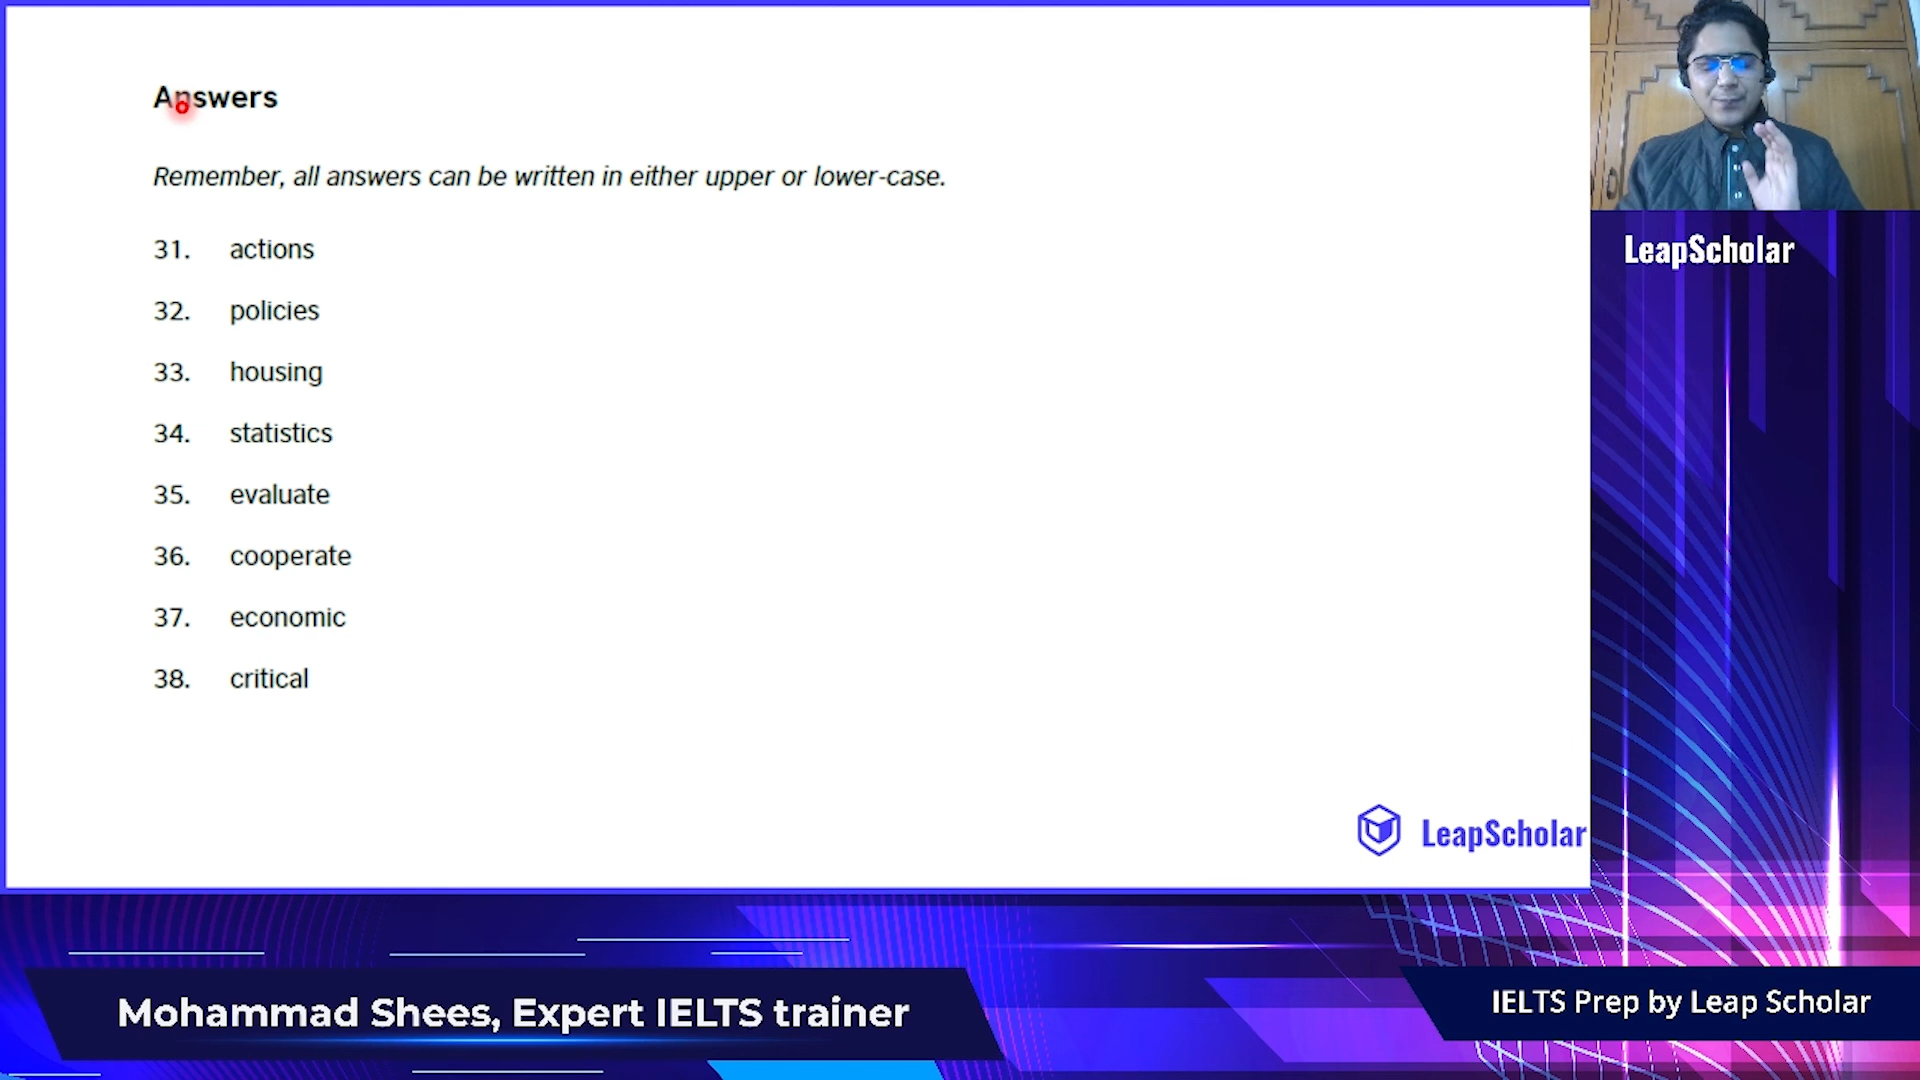 Answers
Remember, all answers can be written in either upper or lower-case.
31. actions
32. policies
33. housing
34. statistics
35. evaluate
36. cooperate
37. economic
38. critical
LeapScholar
LeapScholar
Mohammad Shees, Expert IELTS trainer
IELTS Prep by Leap Scholar